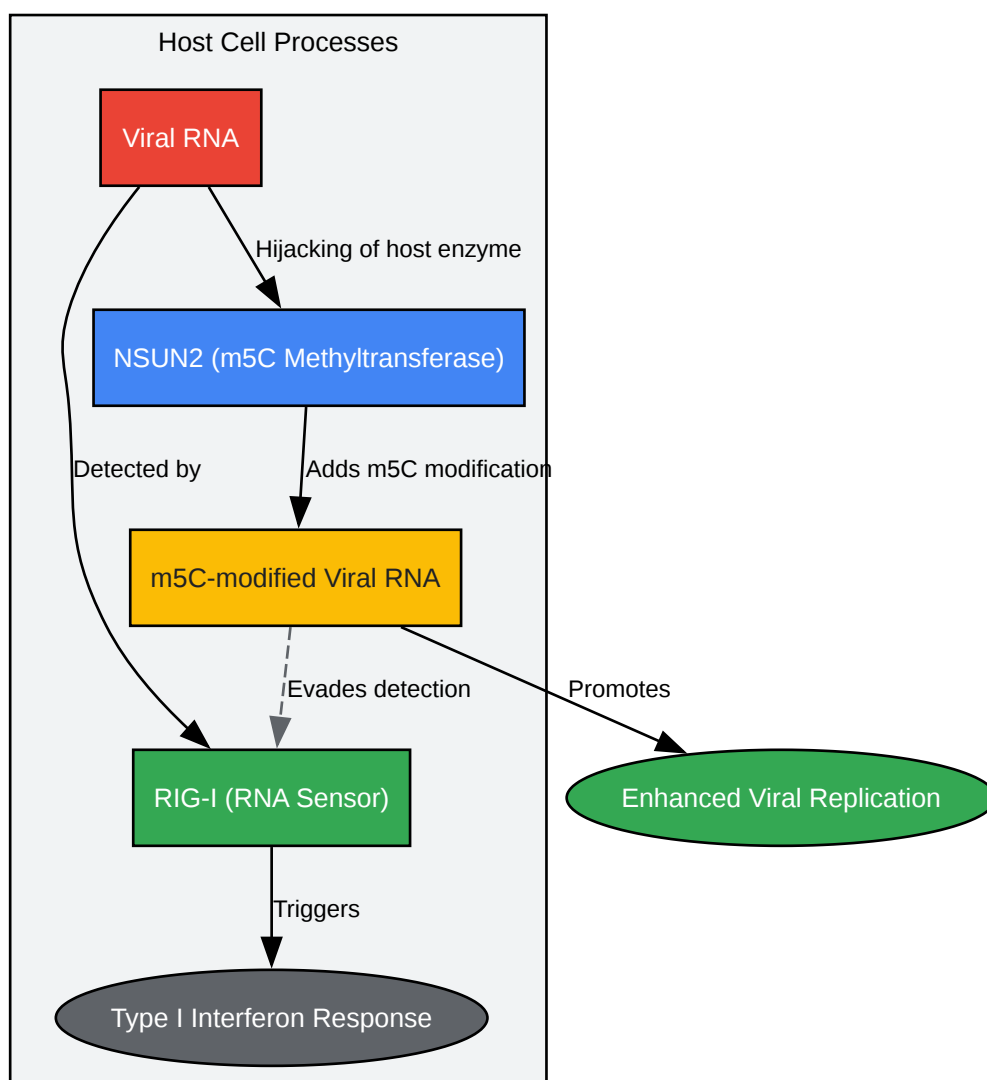 Host Cell Processes
Viral RNA
Hijacking of host enzyme
NSUN2 (m5C Methyltransferase)
Detected by
Adds m5C modification
m5C-modified Viral RNA
Evades detection
Promotes
RIG-I (RNA Sensor)
Enhanced Viral Replication
Triggers
Type I Interferon Response